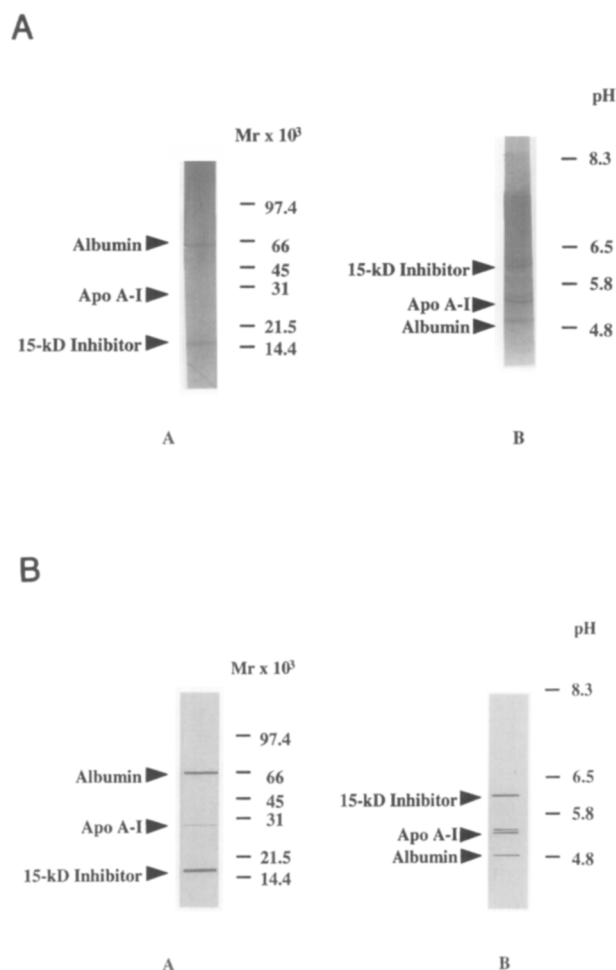 A
Mr x 10³
97.4
Albumin
66
45
31
Apo A-I
21.5
15-kD Inhibitor
14.4
A
pH
8.3
6.5
15-kD Inhibitor
5.8
Apo A-I
Albumin
4.8
B
B
Mr x 10³
97.4
Albumin
66
45
31
Apo A-I
21.5
15-kD Inhibitor
14.4
A
pH
8.3
6.5
15-kD Inhibitor
5.8
Apo A-I
Albumin
4.8
B